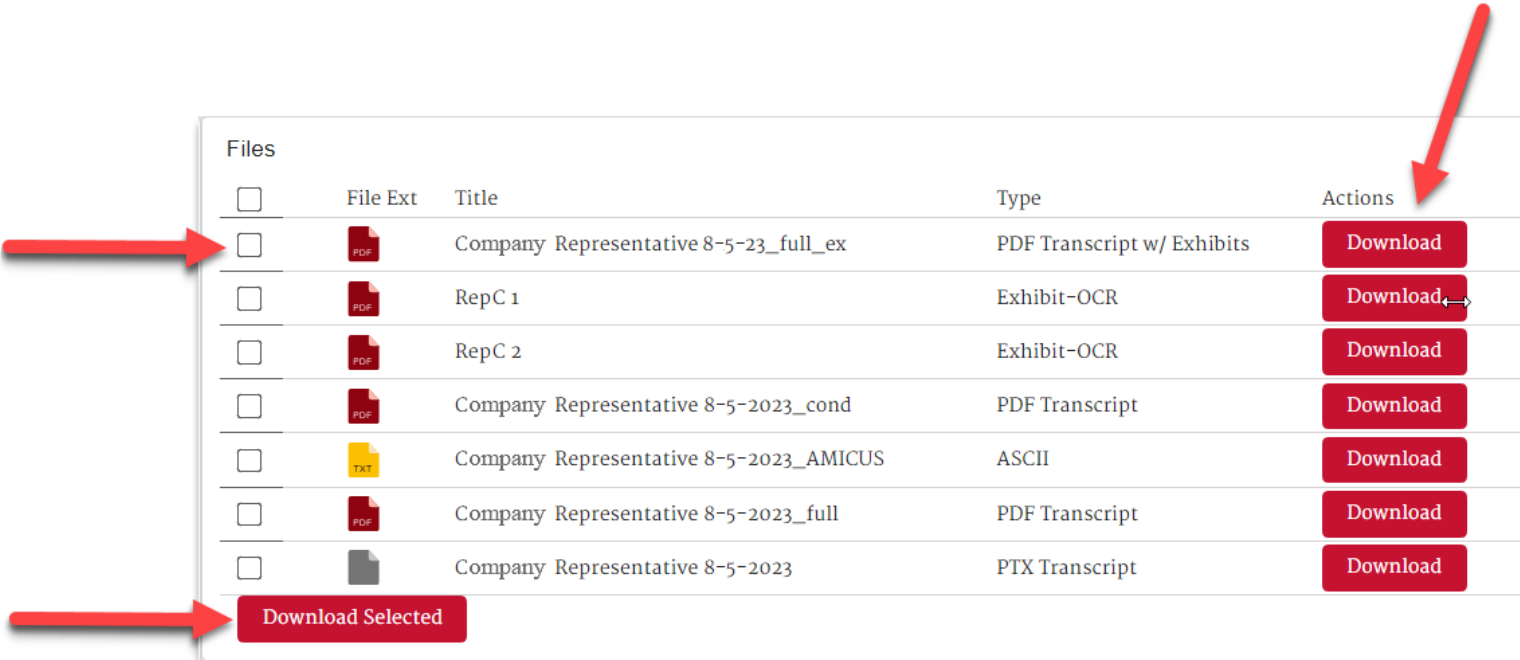 Files
File Ext Title Type Actions
PDF Company Representative 8-5-23_full_ex PDF Transcript w/ Exhibits Download
PDF RepC 1 Exhibit-OCR Download
PDF RepC 2 Exhibit-OCR Download
PDF Company Representative 8-5-2023_cond PDF Transcript Download
TXT Company Representative 8-5-2023_AMICUS ASCII Download
PDF Company Representative 8-5-2023_full PDF Transcript Download
Company Representative 8-5-2023 PTX Transcript Download
Download Selected